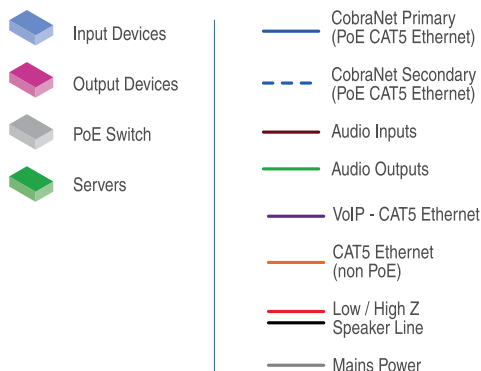 Input Devices
Output Devices
PoE Switch
Servers
CobraNet Primary
(PoE CAT5 Ethernet)
CobraNet Secondary
(PoE CAT5 Ethernet)
Audio Inputs
Audio Outputs
VoIP - CAT5 Ethernet
CAT5 Ethernet
(non PoE)
Low / High Z
Speaker Line
Mains Power